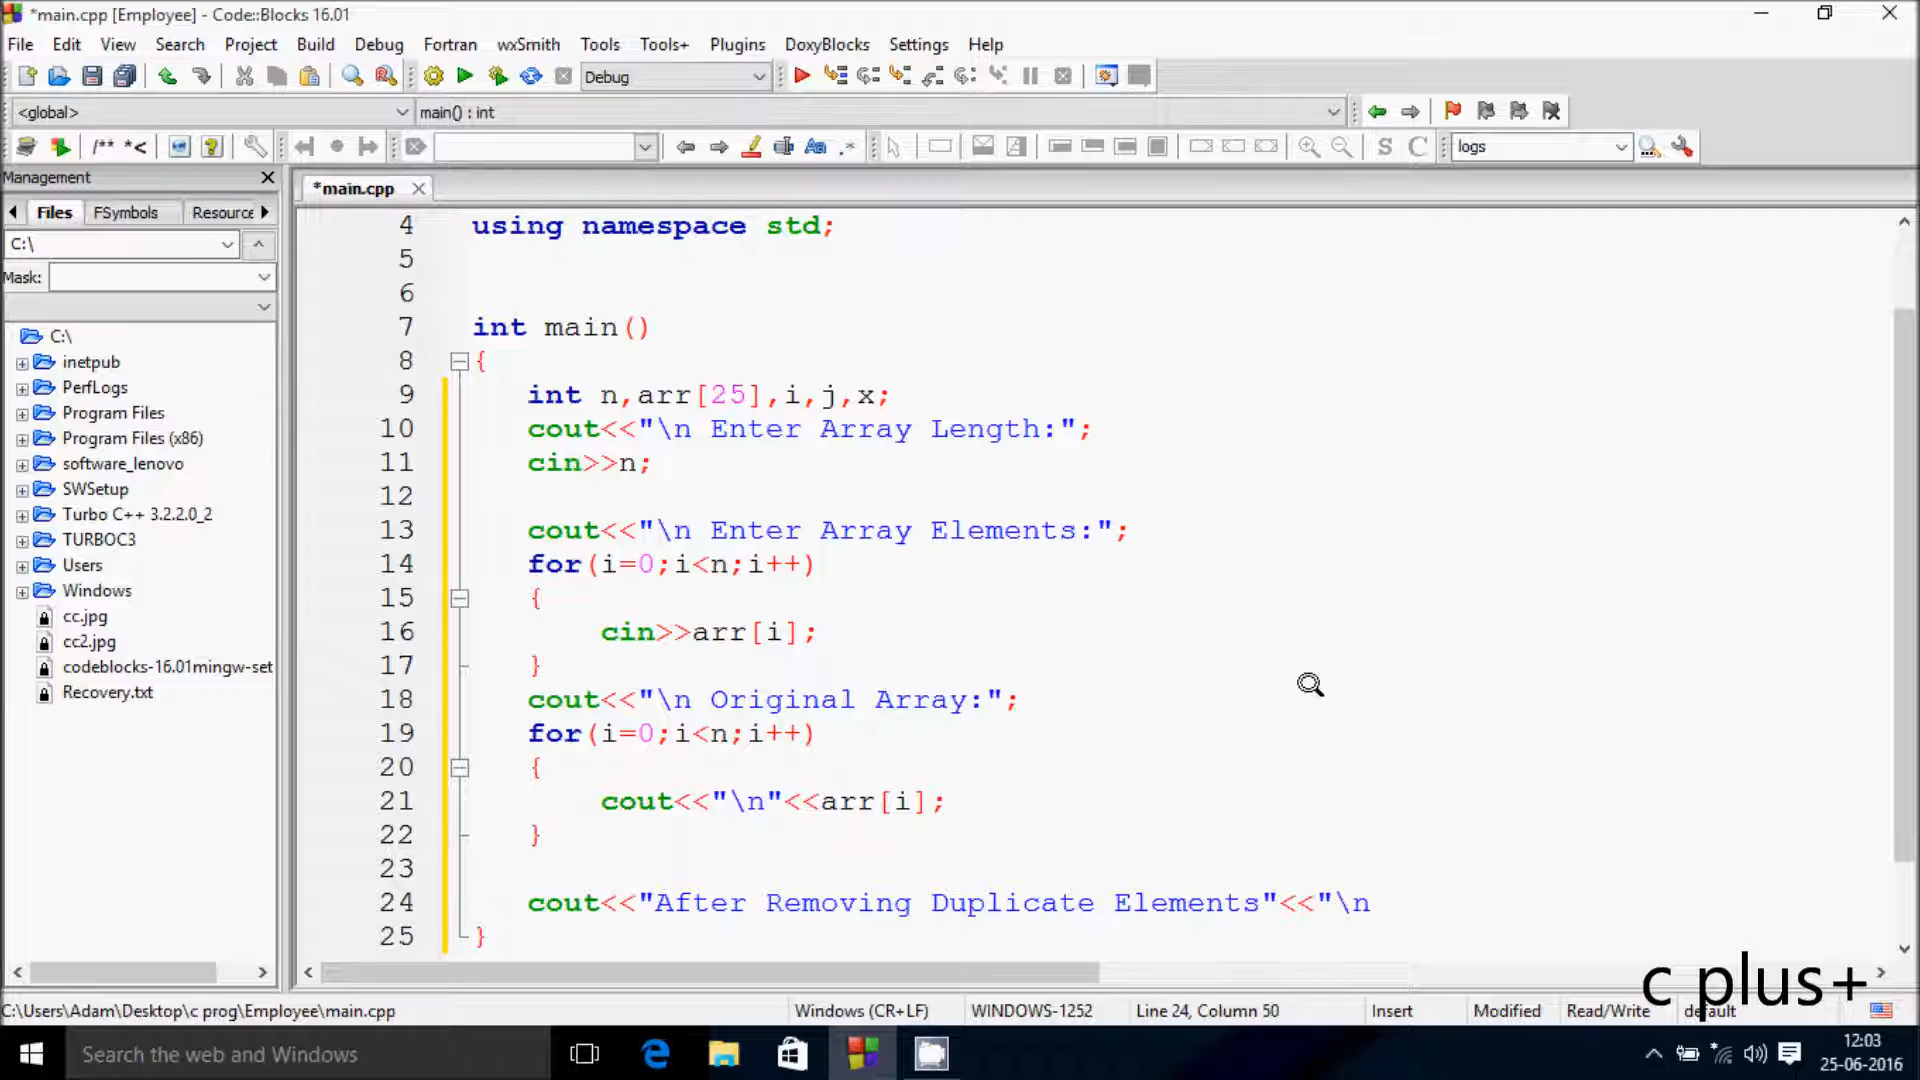 *main.cpp [Employee] - Code::Blocks 16.01
File Edit View Search Project Build Debug Fortran wxSmith Tools Tools+ Plugins DoxyBlocks Settings Help
Debug
<global> main() : int
/** *< Aa .* S C logs
Management
*main.cpp
Files FSymbols Resource
C:\
Mask:
C:\
inetpub
PerfLogs
Program Files
Program Files (x86)
software_lenovo
SWSetup
Turbo C++ 3.2.2.0_2
TURBOC3
Users
Windows
cc.jpg
cc2.jpg
codeblocks-16.01mingw-set
Recovery.txt
4 using namespace std;
5
6
7 int main()
8 {
9 int n,arr[25],i,j,x;
10 cout<<"\n Enter Array Length:";
11 cin>>n;
12
13 cout<<"\n Enter Array Elements:";
14 for(i=0;i<n;i++)
15 {
16 cin>>arr[i];
17 }
18 cout<<"\n Original Array:";
19 for(i=0;i<n;i++)
20 {
21 cout<<"\n"<<arr[i];
22 }
23
24 cout<<"After Removing Duplicate Elements"<<"\n
25 }
c plus+
C:\Users\Adam\Desktop\c prog\Employee\main.cpp Windows (CR+LF) WINDOWS-1252 Line 24, Column 50 Insert Modified Read/Write default
Search the web and Windows
12:03
25-06-2016